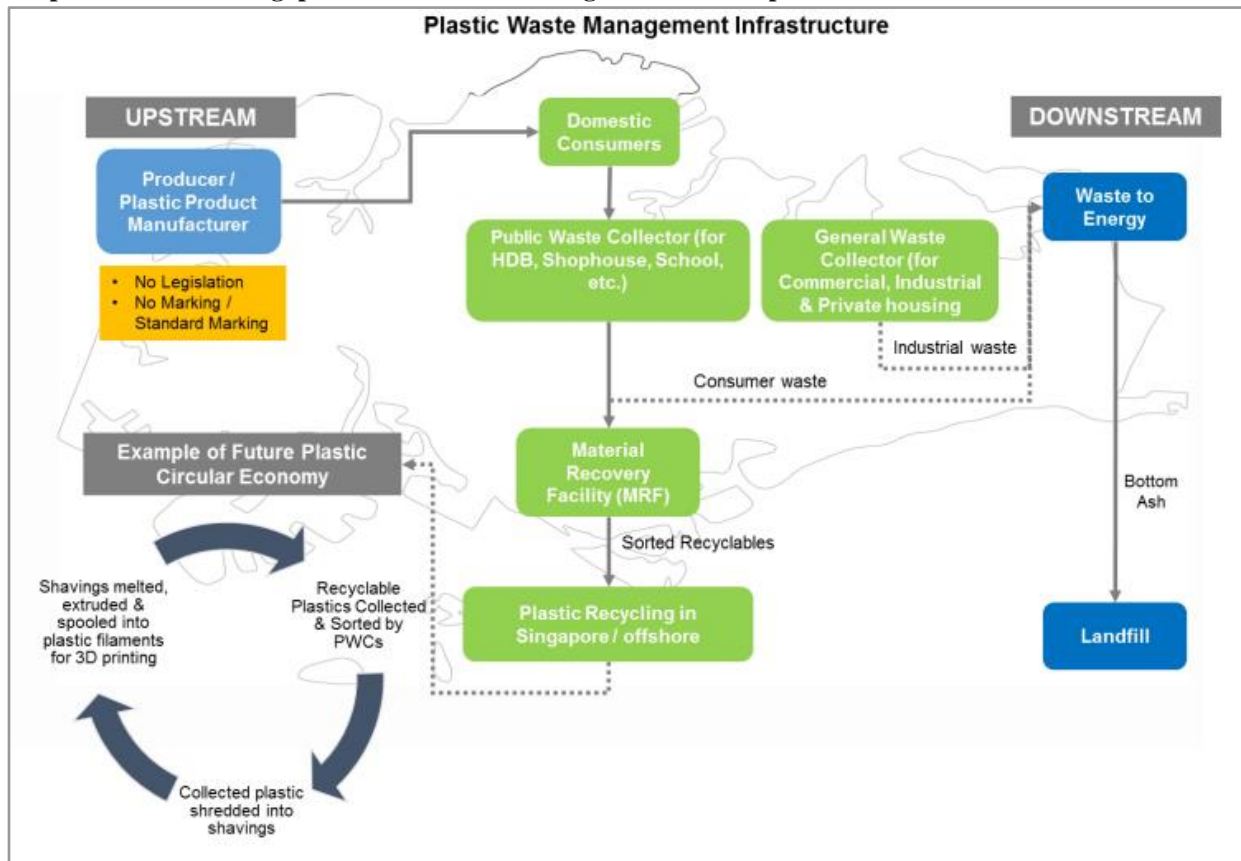 Plastic Waste Management Infrastructure
UPSTREAM
Producer /
Plastic Product
Manufacturer
• No Legislation
• No Marking /
Standard Marking
Domestic
Consumers
Public Waste Collector (for
HDB, Shophouse, School,
etc.)
General Waste
Collector (for
Commercial, Industrial
& Private housing
DOWNSTREAM
Waste to
Energy
Industrial waste
Consumer waste
Material
Recovery
Facility (MRF)
Sorted Recyclables
Plastic Recycling in
Singapore / offshore
Bottom
Ash
Landfill
Example of Future Plastic
Circular Economy
Recyclable
Plastics Collected
& Sorted by
PWCs
Collected plastic
shredded into
shavings
Shavings melted,
extruded &
spooled into
plastic filaments
for 3D printing